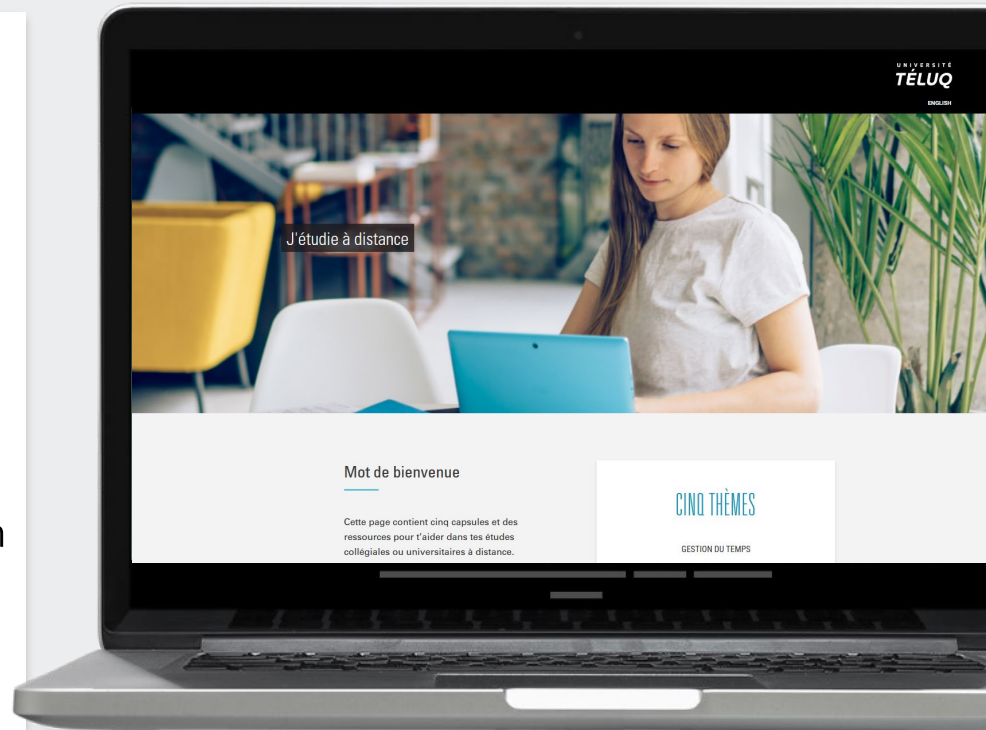 UNIVERSITÉ
TÉLUQ
ENGLISH
J'étudie à distance
Mot de bienvenue
Cette page contient cinq capsules et des
ressources pour t'aider dans tes études
collégiales ou universitaires à distance.
CINQ THÈMES
GESTION DU TEMPS